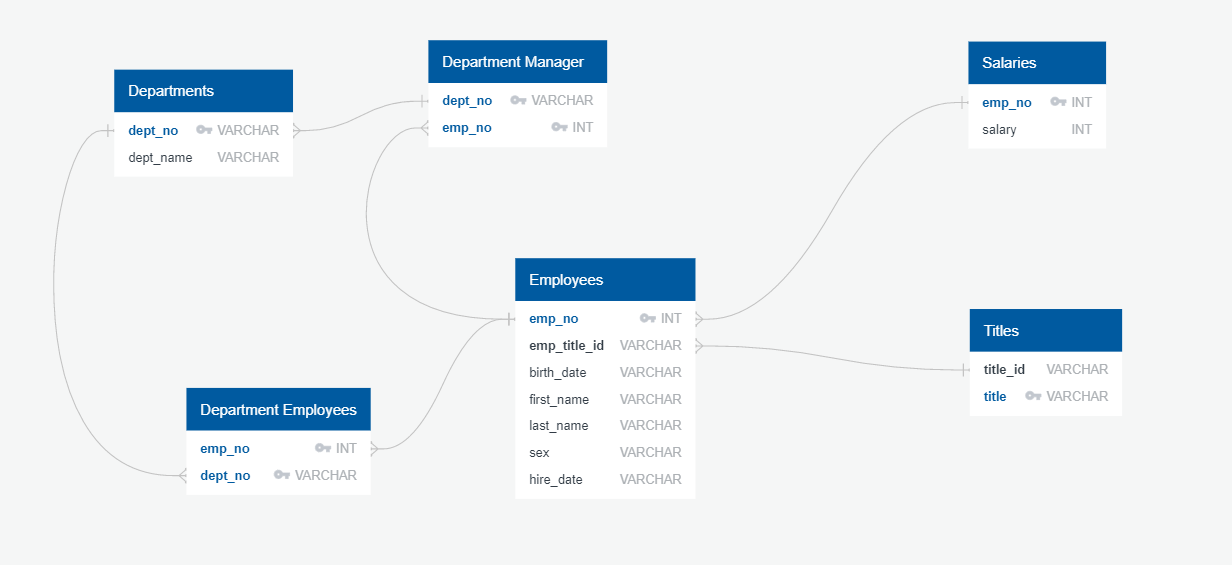 Departments
dept_no VARCHAR
dept_name VARCHAR
Department Manager
dept_no VARCHAR
emp_no INT
Salaries
emp_no INT
salary INT
Employees
emp_no INT
emp_title_id VARCHAR
birth_date VARCHAR
first_name VARCHAR
last_name VARCHAR
sex VARCHAR
hire_date VARCHAR
Titles
title_id VARCHAR
title VARCHAR
Department Employees
emp_no INT
dept_no VARCHAR